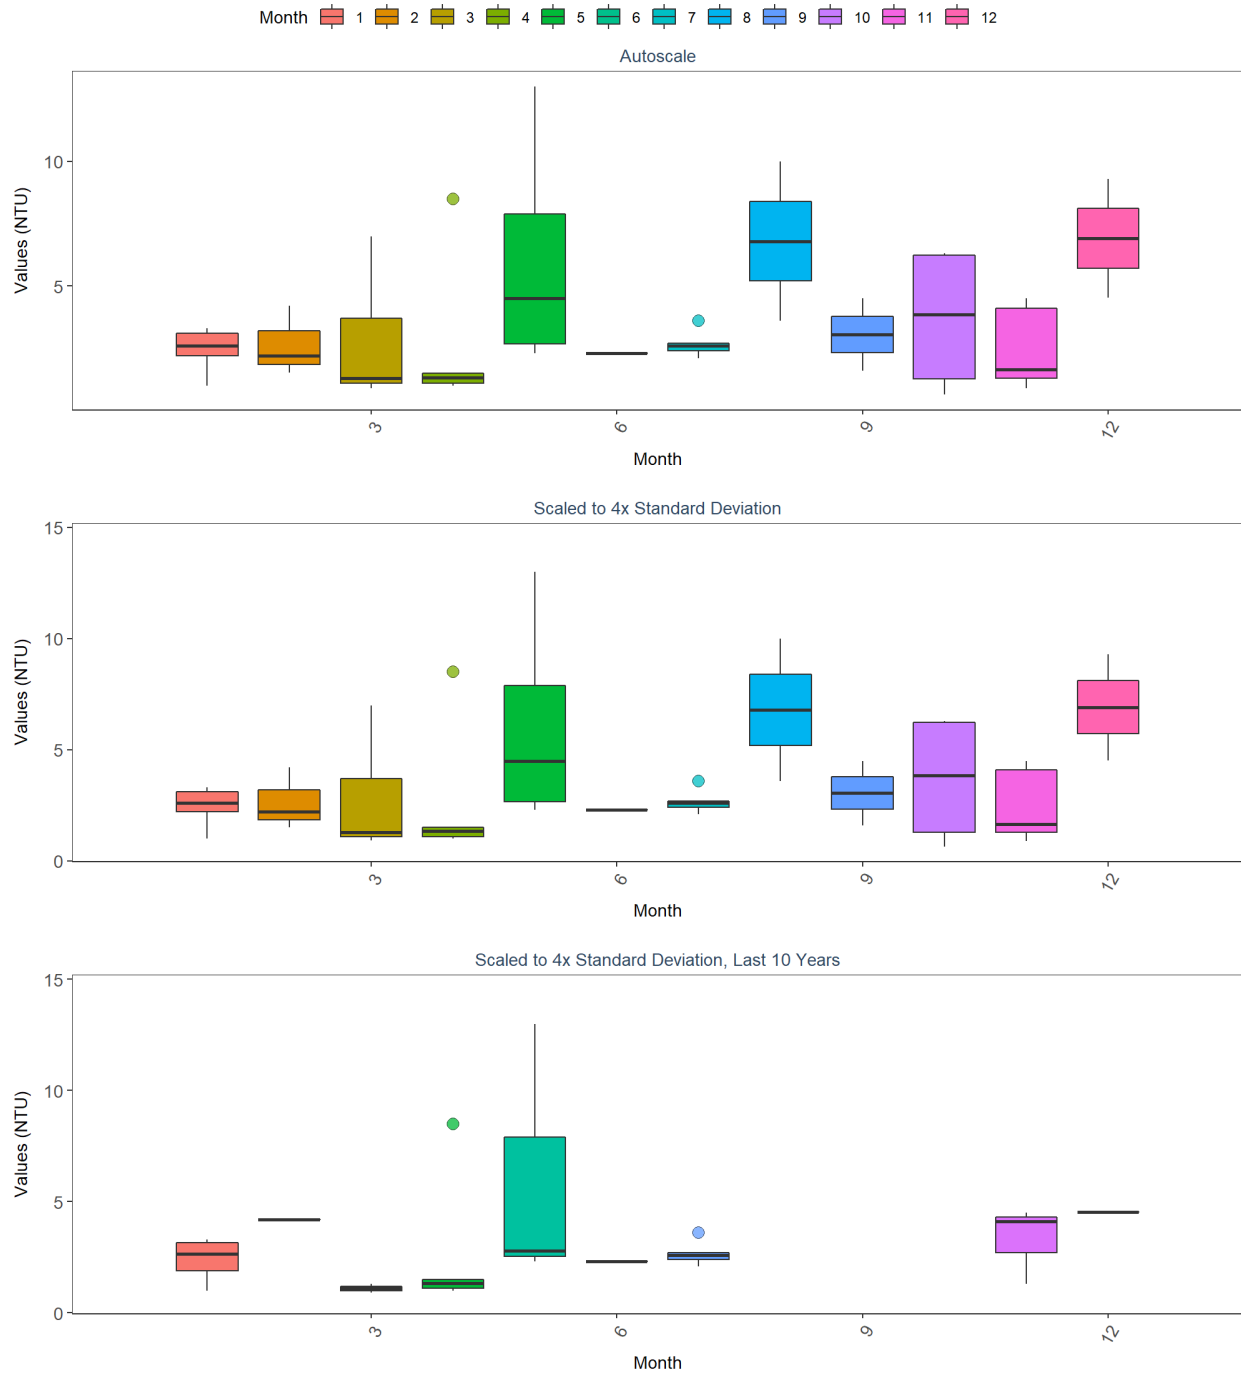 Month 1 2 3 4 5 6 7 8 9 10 11 12
Autoscale
Values (NTU)
10
5
3 6 9 12
Month
Scaled to 4x Standard Deviation
Values (NTU)
15
10
5
0
3 6 9 12
Month
Scaled to 4x Standard Deviation, Last 10 Years
Values (NTU)
15
10
5
0
3 6 9 12
Month